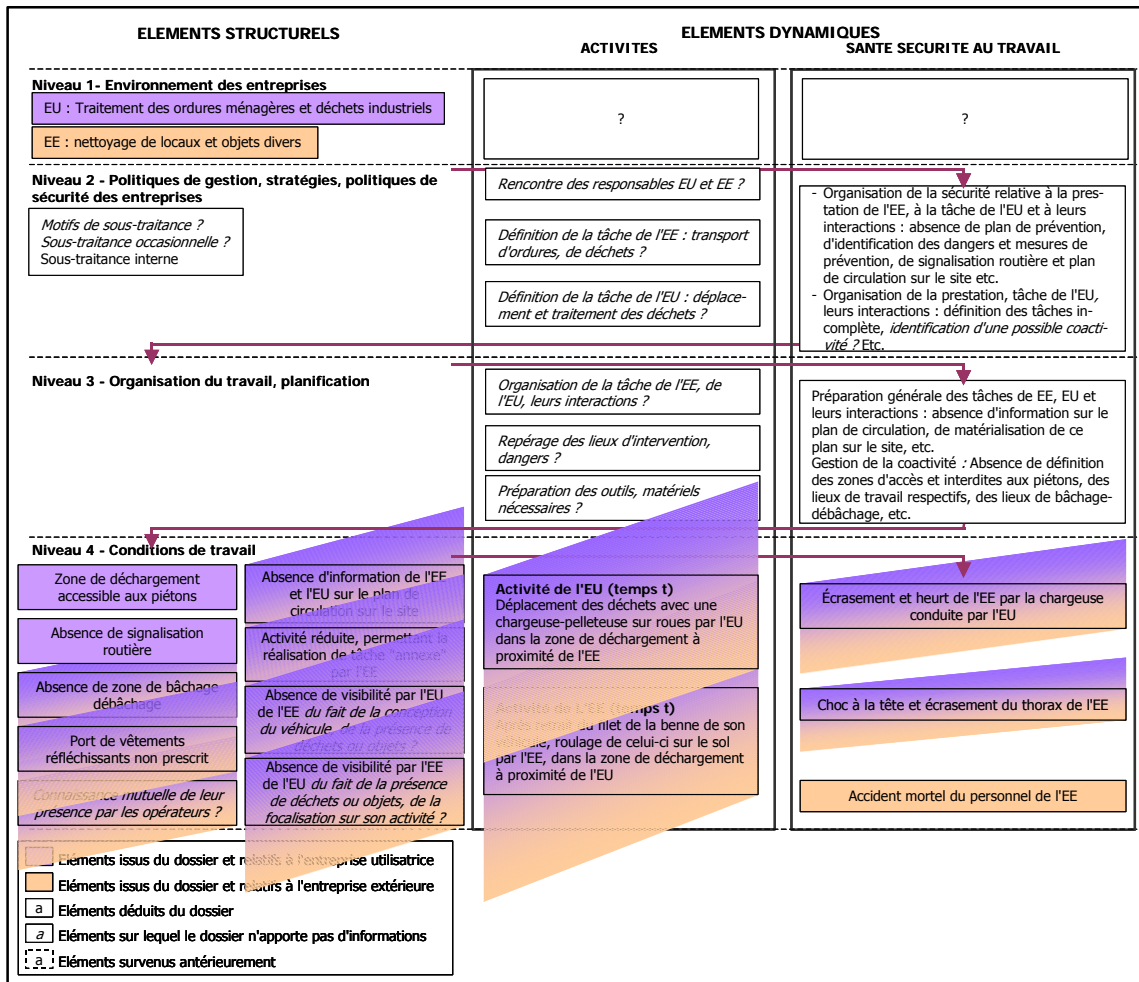 ELEMENTS STRUCTURELS
ELEMENTS DYNAMIQUES
ACTIVITES
SANTE SECURITE AU TRAVAIL
Niveau 1- Environnement des entreprises
EU : Traitement des ordures ménagères et déchets industriels
EE : nettoyage de locaux et objets divers
?
?
Niveau 2 - Politiques de gestion, stratégies, politiques de
sécurité des entreprises
Motifs de sous-traitance ?
Sous-traitance occasionnelle ?
Sous-traitance interne
Rencontre des responsables EU et EE ?
Définition de la tâche de l'EE : transport
d'ordures, de déchets ?
Définition de la tâche de l'EU : déplace-
ment et traitement des déchets ?
- Organisation de la sécurité relative à la pres-
tation de l'EE, à la tâche de l'EU et à leurs
interactions : absence de plan de prévention,
d'identification des dangers et mesures de
prévention, de signalisation routière et plan
de circulation sur le site etc.
- Organisation de la prestation, tâche de l'EU,
leurs interactions : définition des tâches in-
complète, identification d'une possible coacti-
vité ? Etc.
Niveau 3 - Organisation du travail, planification
Organisation de la tâche de l'EE, de
l'EU, leurs interactions ?
Repérage des lieux d'intervention,
dangers ?
Préparation des outils, matériels
nécessaires ?
Préparation générale des tâches de EE, EU et
leurs interactions : absence d'information sur le
plan de circulation, de matérialisation de ce
plan sur le site, etc.
Gestion de la coactivité : Absence de définition
des zones d'accès et interdites aux piétons, des
lieux de travail respectifs, des lieux de bâchage-
débâchage, etc.
Niveau 4 - Conditions de travail
Zone de déchargement
accessible aux piétons
Absence de signalisation
routière
Absence de zone de bâchage
débâchage
Port de vêtements
réfléchissants non prescrit
Connaissance mutuelle de leur
présence par les opérateurs ?
Absence d'information de l'EE
et l'EU sur le plan de
circulation sur le site
Activité réduite, permettant la
réalisation de tâche "annexe"
par l'EE
Absence de visibilité par l'EU
de l'EE du fait de la conception
du véhicule, de la présence de
déchets ou objets ?
Absence de visibilité par l'EE
de l'EU du fait de la présence
de déchets ou objets, de la
focalisation sur son activité ?
Activité de l'EU (temps t)
Déplacement des déchets avec une
chargeuse-pelleteuse sur roues par l'EU
dans la zone de déchargement à
proximité de l'EE
Activité de l'EE (temps t)
Après retrait du filet de la benne de son
véhicule, roulage de celui-ci sur le sol
par l'EE, dans la zone de déchargement
à proximité de l'EU
Écrasement et heurt de l'EE par la chargeuse
conduite par l'EU
Choc à la tête et écrasement du thorax de l'EE
Accident mortel du personnel de l'EE
Eléments issus du dossier et relatifs à l'entreprise utilisatrice
Eléments issus du dossier et relatifs à l'entreprise extérieure
a Eléments déduits du dossier
a Eléments sur lequel le dossier n'apporte pas d'informations
a Eléments survenus antérieurement